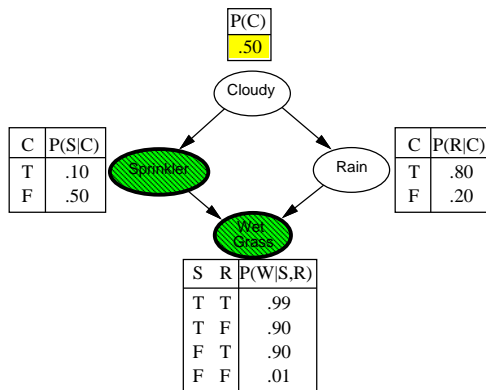 P(C)
.50
Cloudy
C P(S|C)
T .10
F .50
Sprinkler
Rain
C P(R|C)
T .80
F .20
Wet
Grass
S R P(W|S,R)
T T .99
T F .90
F T .90
F F .01